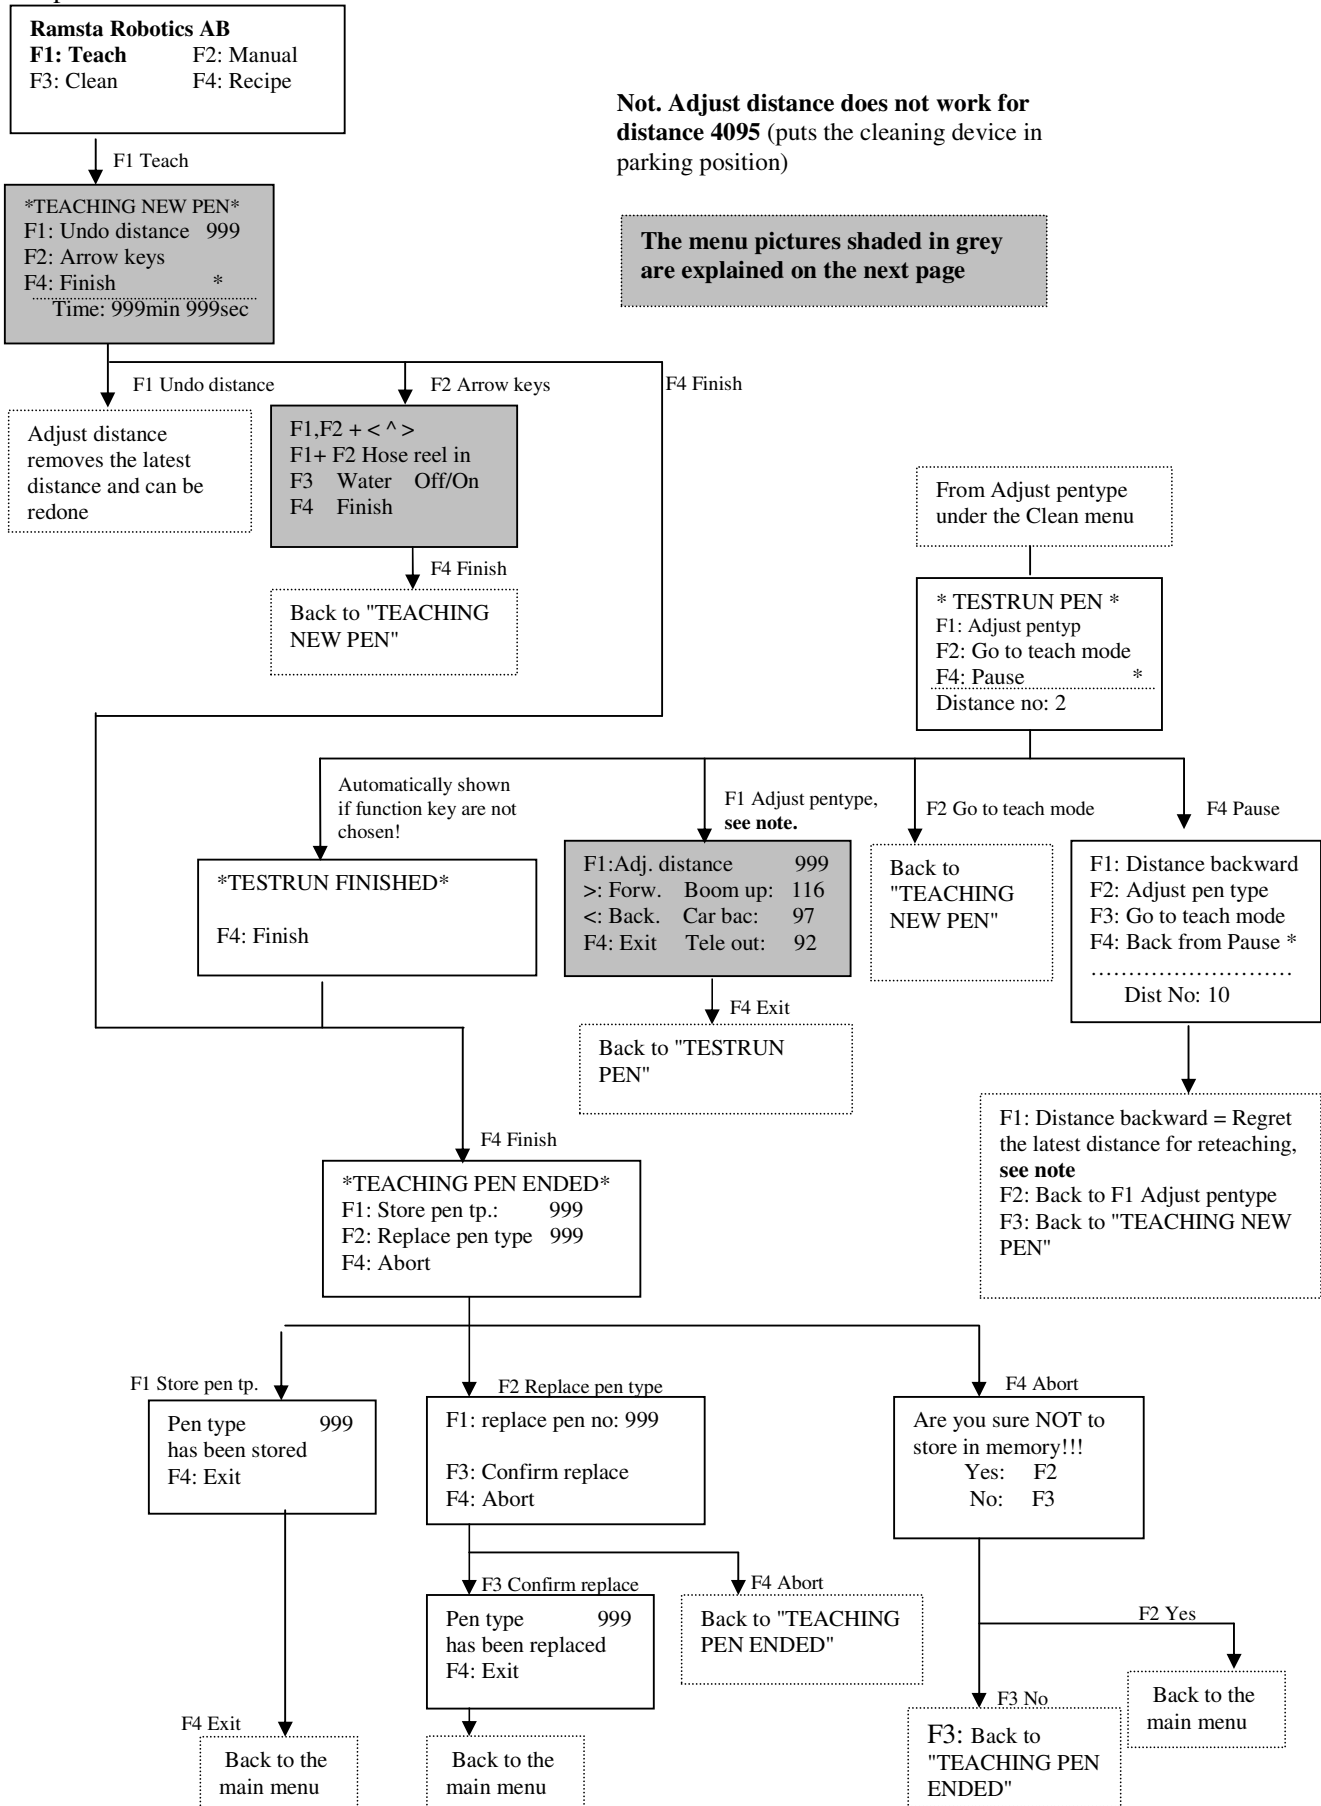 Ramsta Robotics AB
F1: Teach F2: Manual
F3: Clean F4: Recipe
Not. Adjust distance does not work for
distance 4095 (puts the cleaning device in
parking position)
F1 Teach
*TEACHING NEW PEN*
F1: Undo distance 999
F2: Arrow keys
F4: Finish *
Time: 999min 999sec
The menu pictures shaded in grey
are explained on the next page
F1 Undo distance
F2 Arrow keys
F4 Finish
Adjust distance
removes the latest
distance and can be
redone
F1,F2 + < ^ >
F1+ F2 Hose reel in
F3 Water Off/On
F4 Finish
F4 Finish
Back to "TEACHING
NEW PEN"
From Adjust pentype
under the Clean menu
* TESTRUN PEN *
F1: Adjust pentyp
F2: Go to teach mode
F4: Pause *
Distance no: 2
Automatically shown
if function key are not
chosen!
F1 Adjust pentype,
see note.
F2 Go to teach mode
F4 Pause
*TESTRUN FINISHED*
F4: Finish
F1:Adj. distance 999
>: Forw. Boom up: 116
<: Back. Car bac: 97
F4: Exit Tele out: 92
Back to
"TEACHING
NEW PEN"
F1: Distance backward
F2: Adjust pen type
F3: Go to teach mode
F4: Back from Pause *
..............................
Dist No: 10
F4 Exit
Back to "TESTRUN
PEN"
F1: Distance backward = Regret
the latest distance for reteaching,
see note
F2: Back to F1 Adjust pentype
F3: Back to "TEACHING NEW
PEN"
F4 Finish
*TEACHING PEN ENDED*
F1: Store pen tp.: 999
F2: Replace pen type 999
F4: Abort
F1 Store pen tp.
F2 Replace pen type
F4 Abort
Pen type 999
has been stored
F4: Exit
F1: replace pen no: 999
F3: Confirm replace
F4: Abort
Are you sure NOT to
store in memory!!!
Yes: F2
No: F3
F3 Confirm replace
F4 Abort
F2 Yes
Pen type 999
has been replaced
F4: Exit
Back to "TEACHING
PEN ENDED"
F3 No
Back to the
main menu
F4 Exit
Back to the
main menu
Back to the
main menu
F3: Back to
"TEACHING PEN
ENDED"